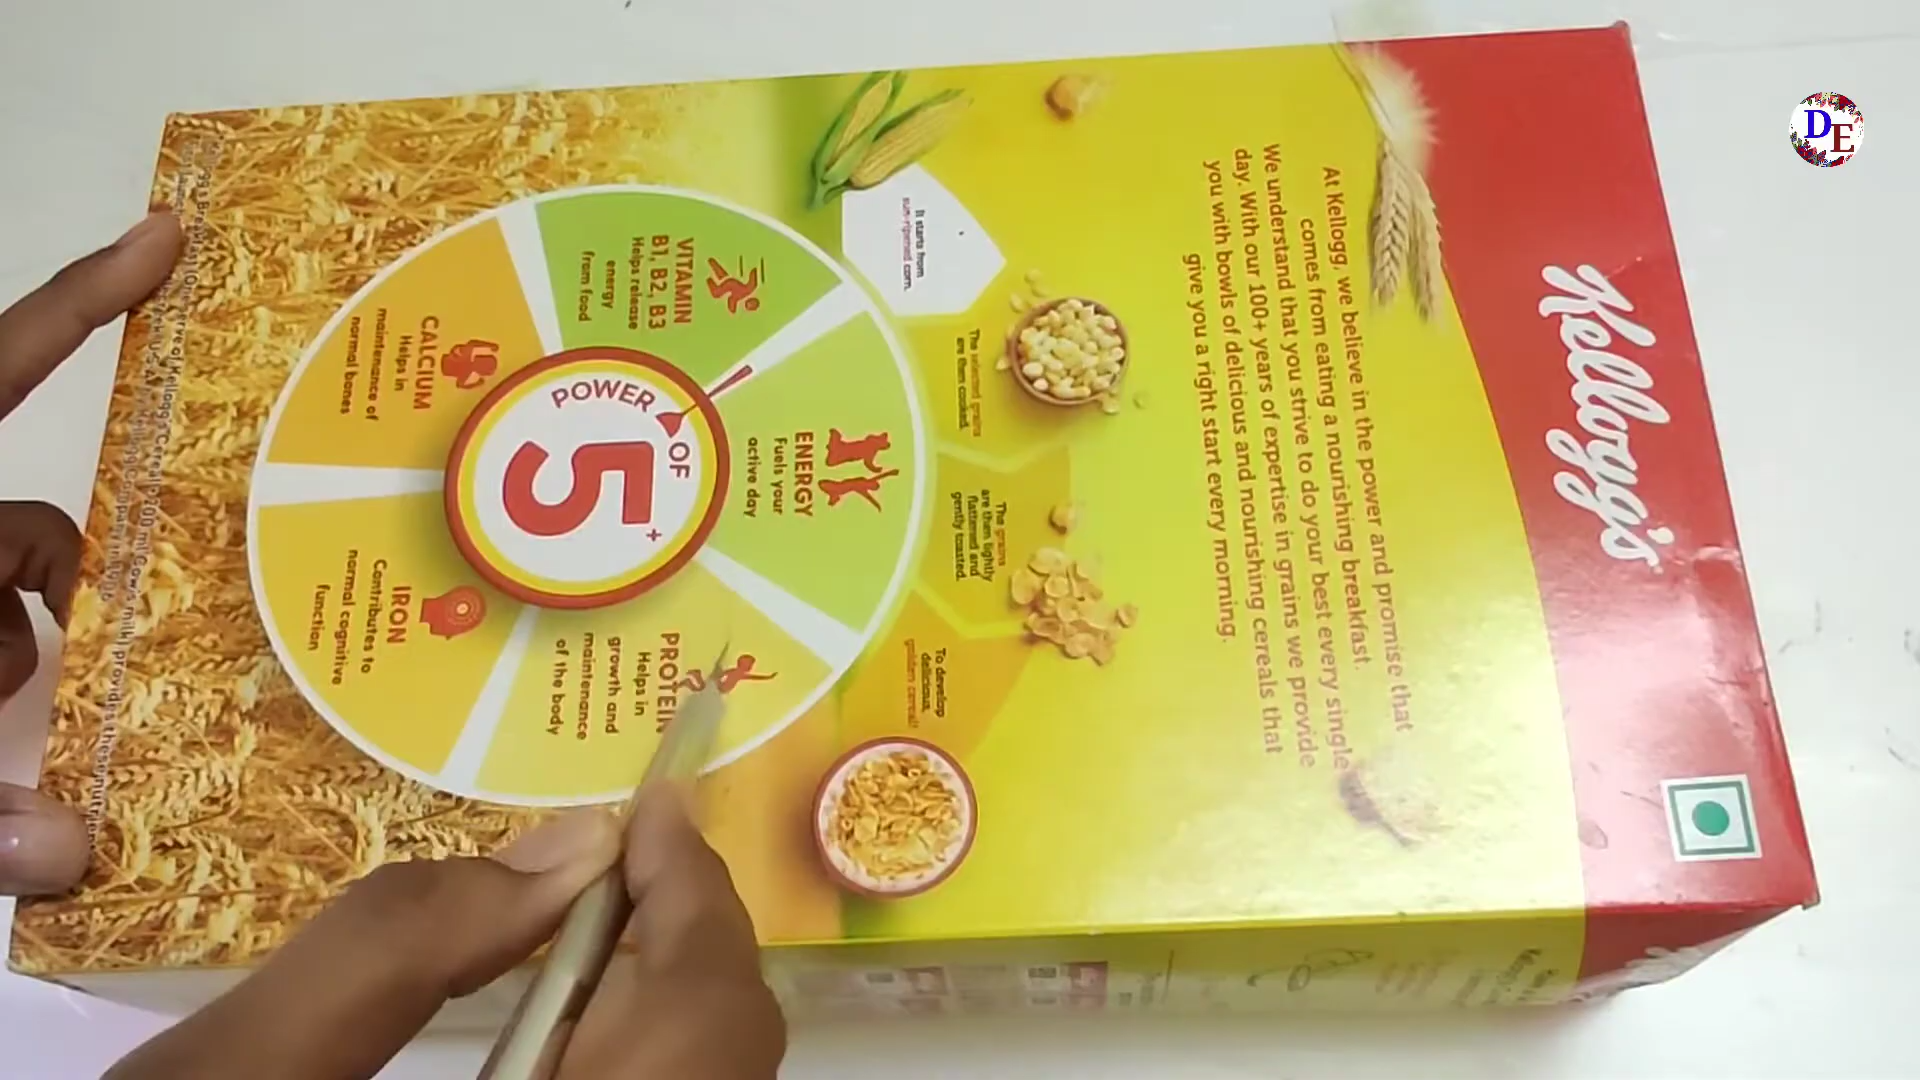 Kellogg's
At Kellogg, we believe in the power and promise that
comes from eating a nourishing breakfast.
We understand that you strive to do your best every single
day. With our 100+ years of expertise in grains we provide
you with bowls of delicious and nourishing cereals that
give you a right start every morning.
It starts from
sun-ripened corn.
The selected grains
are then cooked.
The grains
are then lightly
flattened and
gently toasted.
To develop
delicious,
golden cereal!
VITAMIN
B1, B2, B3
Helps release
energy
from food
ENERGY
Fuels your
active day
PROTEIN
Helps in
growth and
maintenance
of the body
IRON
Contributes to
normal cognitive
function
CALCIUM
Helps in
maintenance of
normal bones
POWER OF
5+
DE